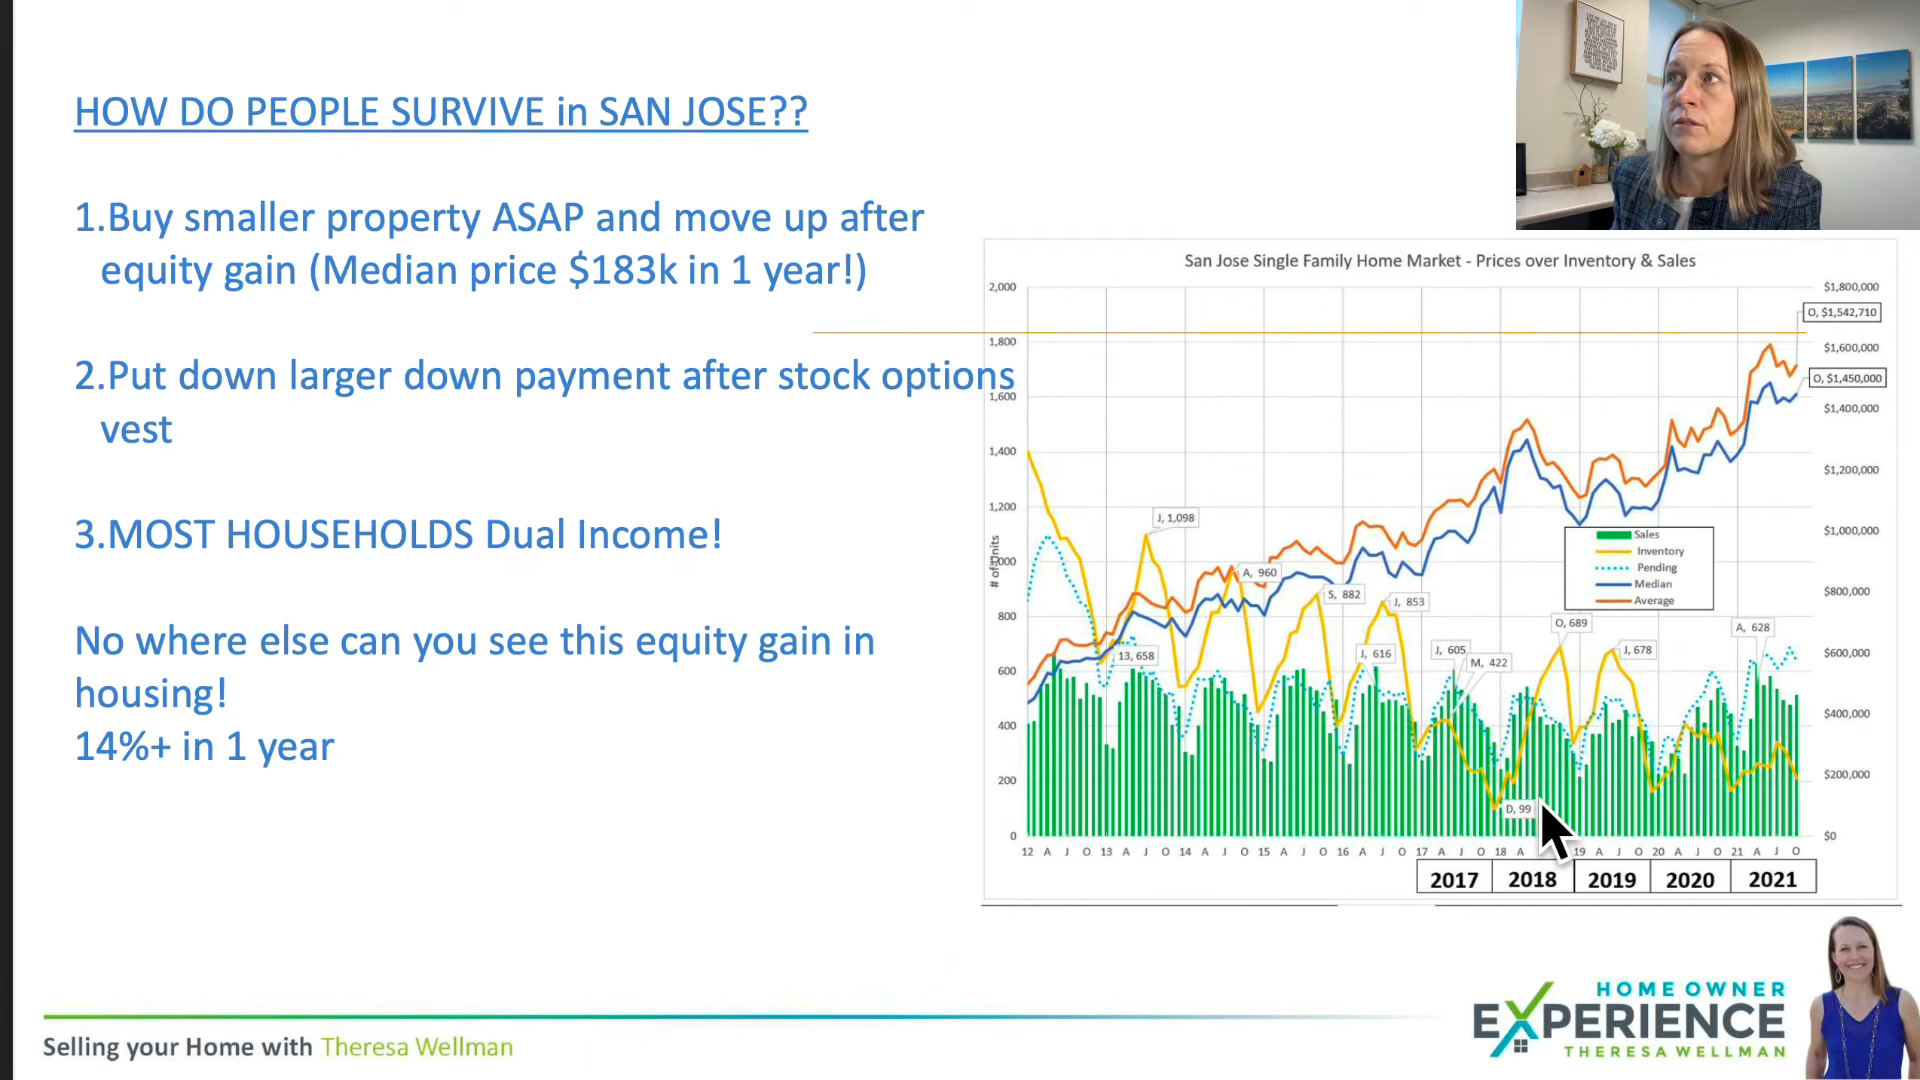 HOW DO PEOPLE SURVIVE in SAN JOSE??
1.Buy smaller property ASAP and move up after
equity gain (Median price $183k in 1 year!)
2.Put down larger down payment after stock options
vest
3.MOST HOUSEHOLDS Dual Income!
No where else can you see this equity gain in
housing!
14%+ in 1 year
San Jose Single Family Home Market - Prices over Inventory & Sales
2,000
1,800
1,600
1,400
1,200
1,000
800
600
400
200
0
# of Units
$1,800,000
$1,600,000
$1,400,000
$1,200,000
$1,000,000
$800,000
$600,000
$400,000
$200,000
$0
O, $1,542,710
O, $1,450,000
J, 1,098
A, 960
S, 882
J, 853
13, 658
J, 616
J, 605
M, 422
O, 689
J, 678
A, 628
D, 99
Sales
Inventory
Pending
Median
Average
12 A J O 13 A J O 14 A J O 15 A J O 16 A J O 17 A J O 18 A 19 A J O 20 A J O 21 A J O
2017 2018 2019 2020 2021
Selling your Home with Theresa Wellman
HOME OWNER
EXPERIENCE
THERESA WELLMAN